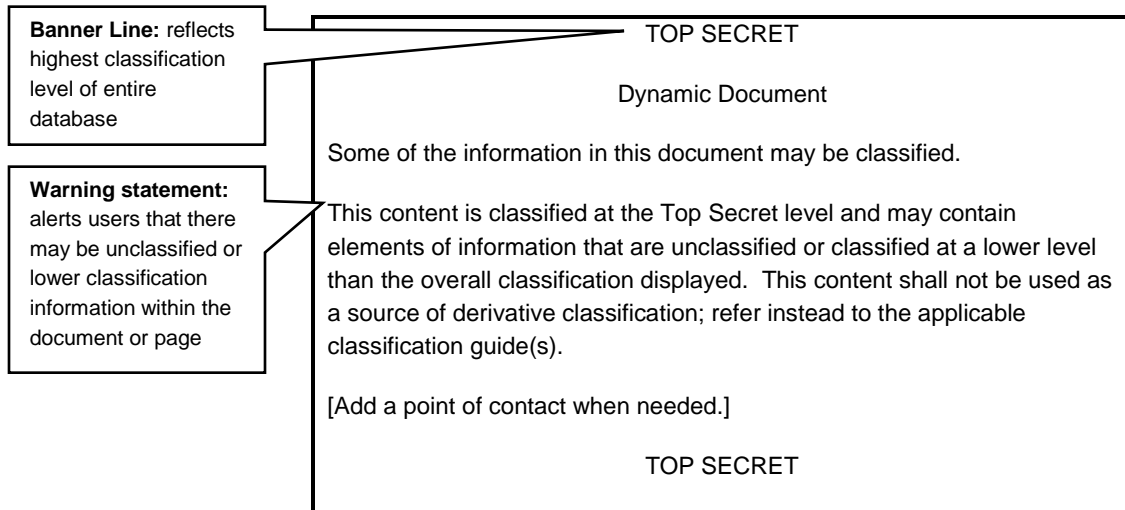 Banner Line: reflects
highest classification
level of entire
database
TOP SECRET
Dynamic Document
Some of the information in this document may be classified.
Warning statement:
alerts users that there
may be unclassified or
lower classification
information within the
document or page
This content is classified at the Top Secret level and may contain
elements of information that are unclassified or classified at a lower level
than the overall classification displayed.  This content shall not be used as
a source of derivative classification; refer instead to the applicable
classification guide(s).
[Add a point of contact when needed.]
TOP SECRET